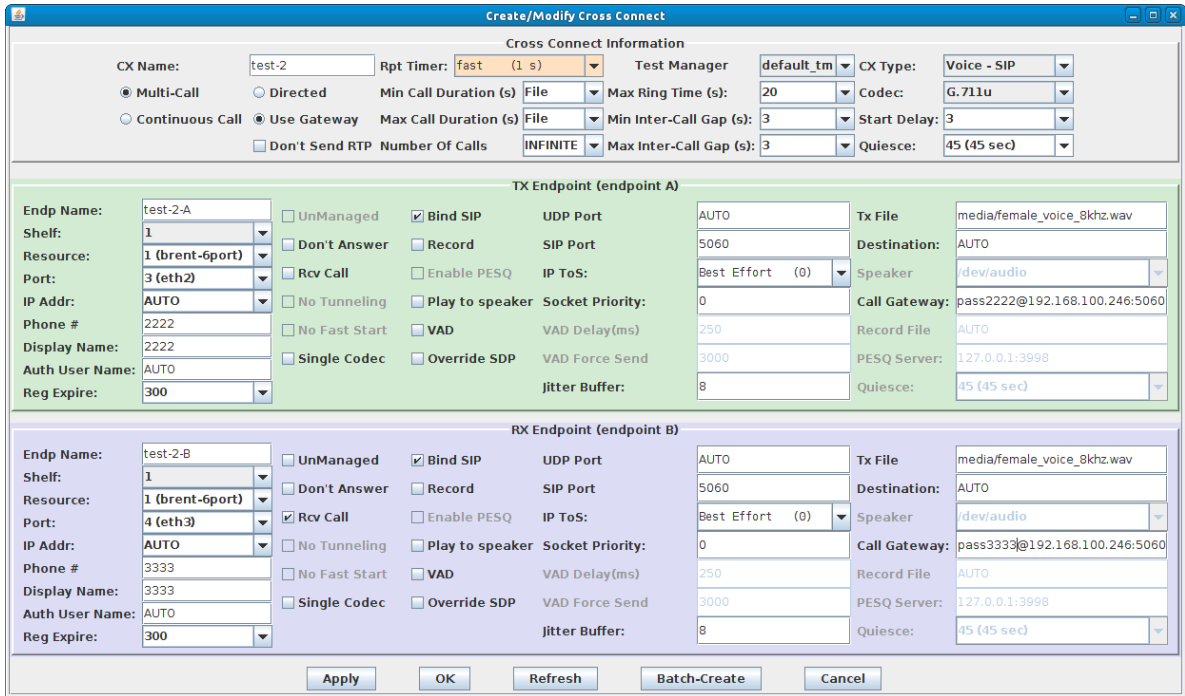 Create/Modify Cross Connect
Cross Connect Information
CX Name: test-2 Rpt Timer: fast (1 s) Test Manager default_tm CX Type: Voice - SIP
Multi-Call Directed Min Call Duration (s) File Max Ring Time (s): 20 Codec: G.711u
Continuous Call Use Gateway Max Call Duration (s) File Min Inter-Call Gap (s): 3 Start Delay: 3
Don't Send RTP Number Of Calls INFINITE Max Inter-Call Gap (s): 3 Quiesce: 45 (45 sec)
TX Endpoint (endpoint A)
Endp Name: test-2-A
Shelf: 1
Resource: 1 (brent-6port)
Port: 3 (eth2)
IP Addr: AUTO
Phone # 2222
Display Name: 2222
Auth User Name: AUTO
Reg Expire: 300
UnManaged Bind SIP UDP Port AUTO Tx File media/female_voice_8khz.wav
Don't Answer Record SIP Port 5060 Destination: AUTO
Rcv Call Enable PESQ IP ToS: Best Effort (0) Speaker /dev/audio
No Tunneling Play to speaker Socket Priority: 0 Call Gateway: pass2222@192.168.100.246:5060
No Fast Start VAD VAD Delay(ms) 250 Record File AUTO
Single Codec Override SDP VAD Force Send 3000 PESQ Server: 127.0.0.1:3998
Jitter Buffer: 8 Quiesce: 45 (45 sec)
RX Endpoint (endpoint B)
Endp Name: test-2-B
Shelf: 1
Resource: 1 (brent-6port)
Port: 4 (eth3)
IP Addr: AUTO
Phone # 3333
Display Name: 3333
Auth User Name: AUTO
Reg Expire: 300
UnManaged Bind SIP UDP Port AUTO Tx File media/female_voice_8khz.wav
Don't Answer Record SIP Port 5060 Destination: AUTO
Rcv Call Enable PESQ IP ToS: Best Effort (0) Speaker /dev/audio
No Tunneling Play to speaker Socket Priority: 0 Call Gateway: pass3333@192.168.100.246:5060
No Fast Start VAD VAD Delay(ms) 250 Record File AUTO
Single Codec Override SDP VAD Force Send 3000 PESQ Server: 127.0.0.1:3998
Jitter Buffer: 8 Quiesce: 45 (45 sec)
Apply OK Refresh Batch-Create Cancel